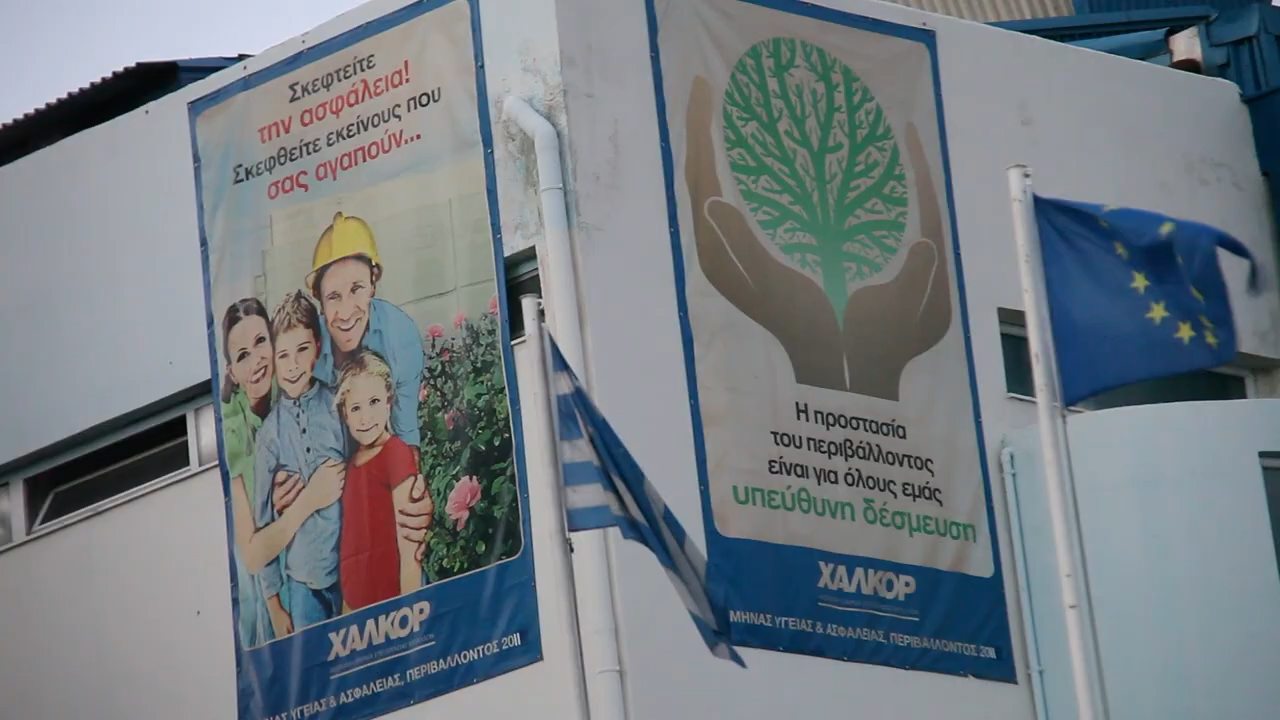 Σκεφτείτε
την ασφάλεια!
Σκεφθείτε εκείνους που
σας αγαπούν...
ΧΑΛΚΟΡ
ΥΓΕΙΑΣ & ΑΣΦΑΛΕΙΑΣ, ΠΕΡΙΒΑΛΛΟΝΤΟΣ 2011
Η προστασία
του περιβάλλοντος
είναι για όλους εμάς
υπεύθυνη δέσμευση
ΧΑΛΚΟΡ
ΜΗΝΑΣ ΥΓΕΙΑΣ & ΑΣΦΑΛΕΙΑΣ, ΠΕΡΙΒΑΛΛΟΝΤΟΣ 2011